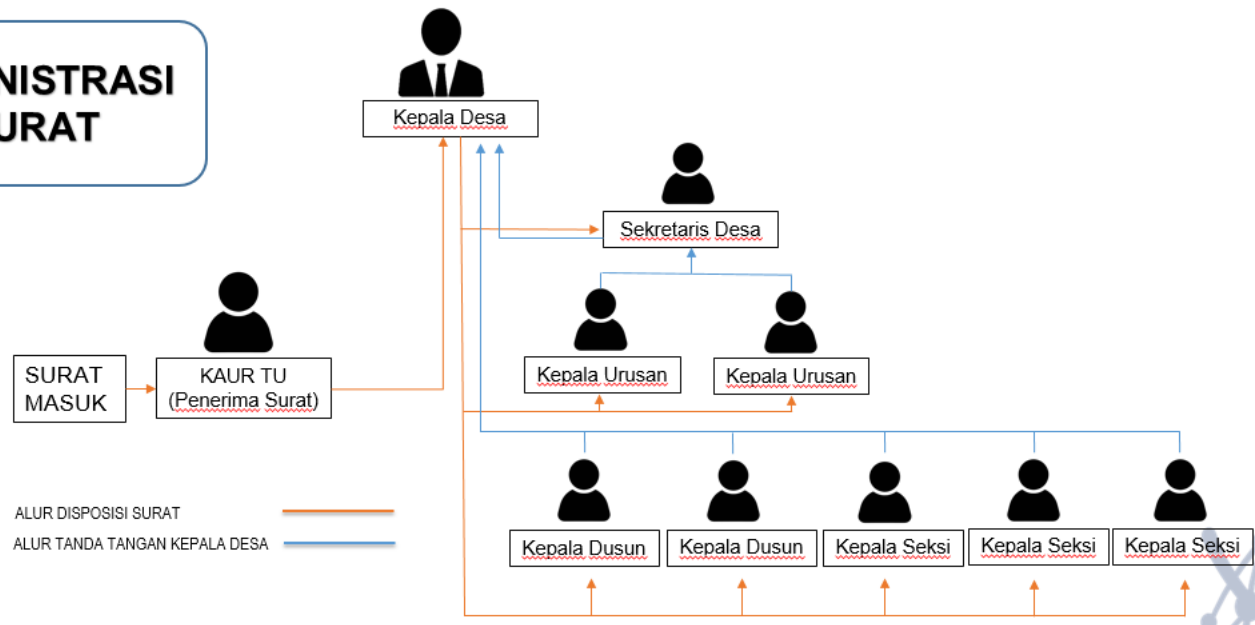 NISTRASI
URAT
Kepala Desa
Sekretaris Desa
Kepala Urusan
Kepala Urusan
SURAT
MASUK
KAUR TU
(Penerima Surat)
ALUR DISPOSISI SURAT
ALUR TANDA TANGAN KEPALA DESA
Kepala Dusun
Kepala Dusun
Kepala Seksi
Kepala Seksi
Kepala Seksi